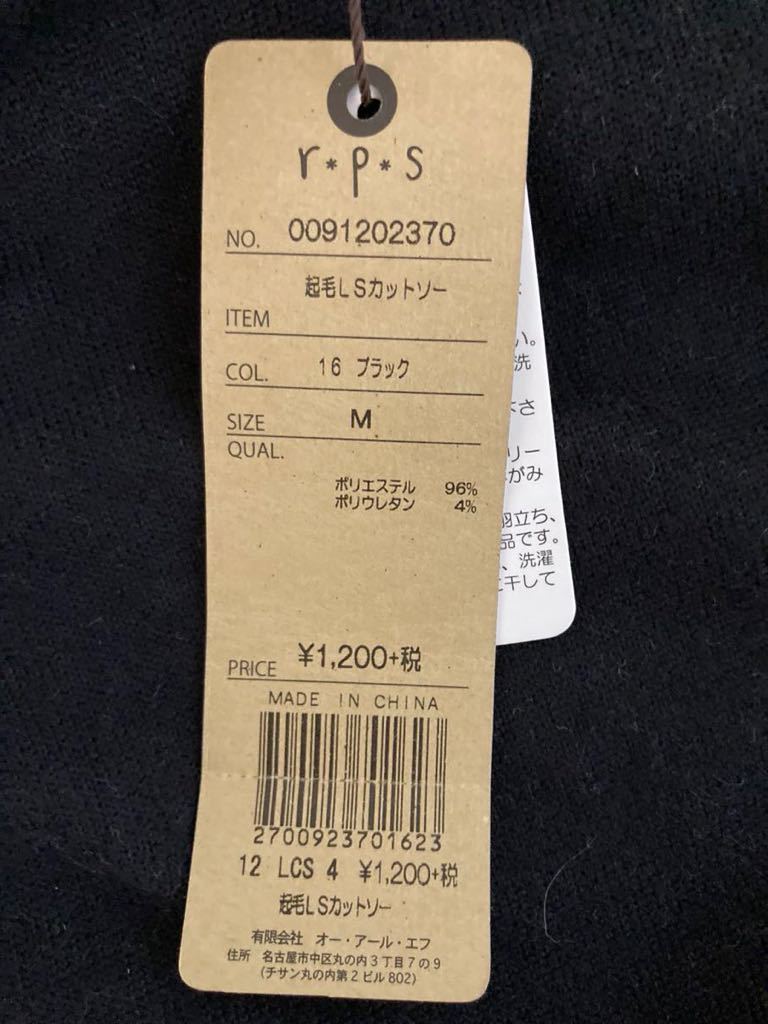 r*p*s
NO. 0091202370
起毛LSカットソー
ITEM
COL. 16 ブラック
SIZE M
QUAL.
ポリエステル 96%
ポリウレタン 4%
PRICE ¥1,200+税
MADE IN CHINA
2700923701623
12 LCS 4 ¥1,200+税
起毛LSカットソー
有限会社 オー・アール・エフ
住所 名古屋市中区丸の内3丁目7の9
(チサン丸の内第2ビル802)
い。
洗
さ
リー
がみ
羽立ち、
品です。
、洗濯
干して